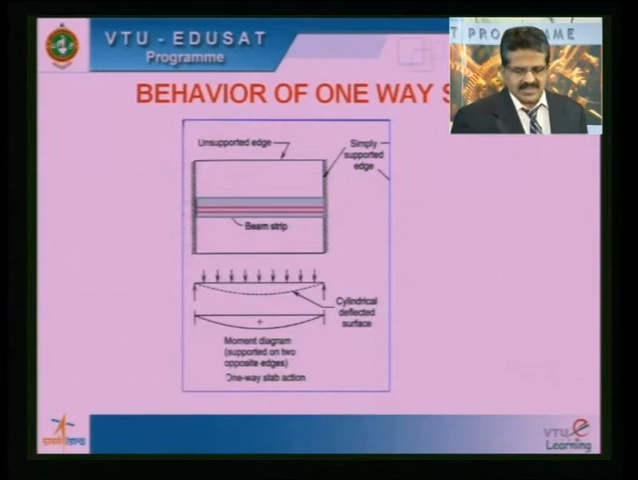 VTU - EDUSAT
Programme
T PROGRAMME
BEHAVIOR OF ONE WAY S
Unsupported edge
Simply
supported
edge
Beam strip
Cylindrical
deflected
surface
+
Moment diagram
(supported on two
opposite edges)
One-way slab action
VTU e
Learning